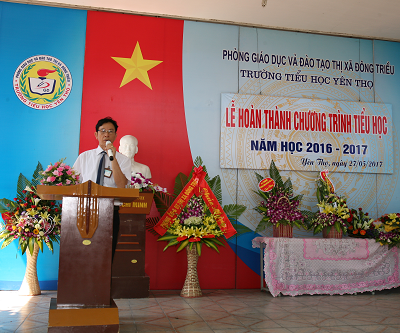 PHÒNG GIÁO DỤC VÀ ĐÀO TẠO THỊ XÃ ĐÔNG TRIỀU
TRƯỜNG TIỂU HỌC YÊN THỌ
LỄ HOÀN THÀNH CHƯƠNG TRÌNH TIỂU HỌC
NĂM HỌC 2016 - 2017
Yên Thọ, ngày 27/05/2017
MINH